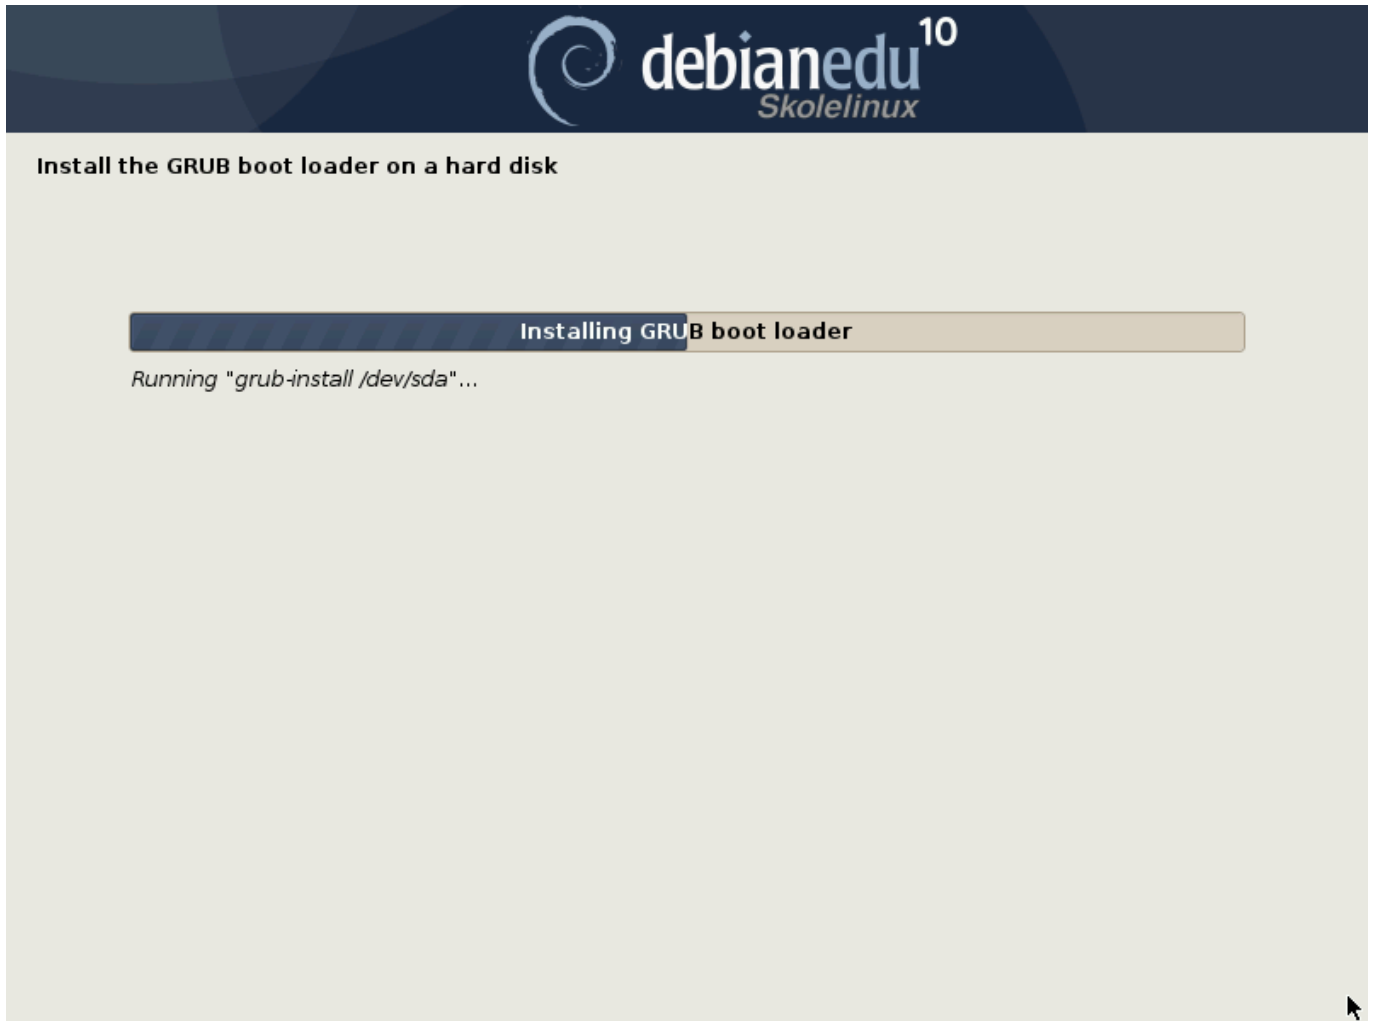 debianedu 10
Skolelinux
Install the GRUB boot loader on a hard disk
Installing GRUB boot loader
Running "grub-install /dev/sda"...